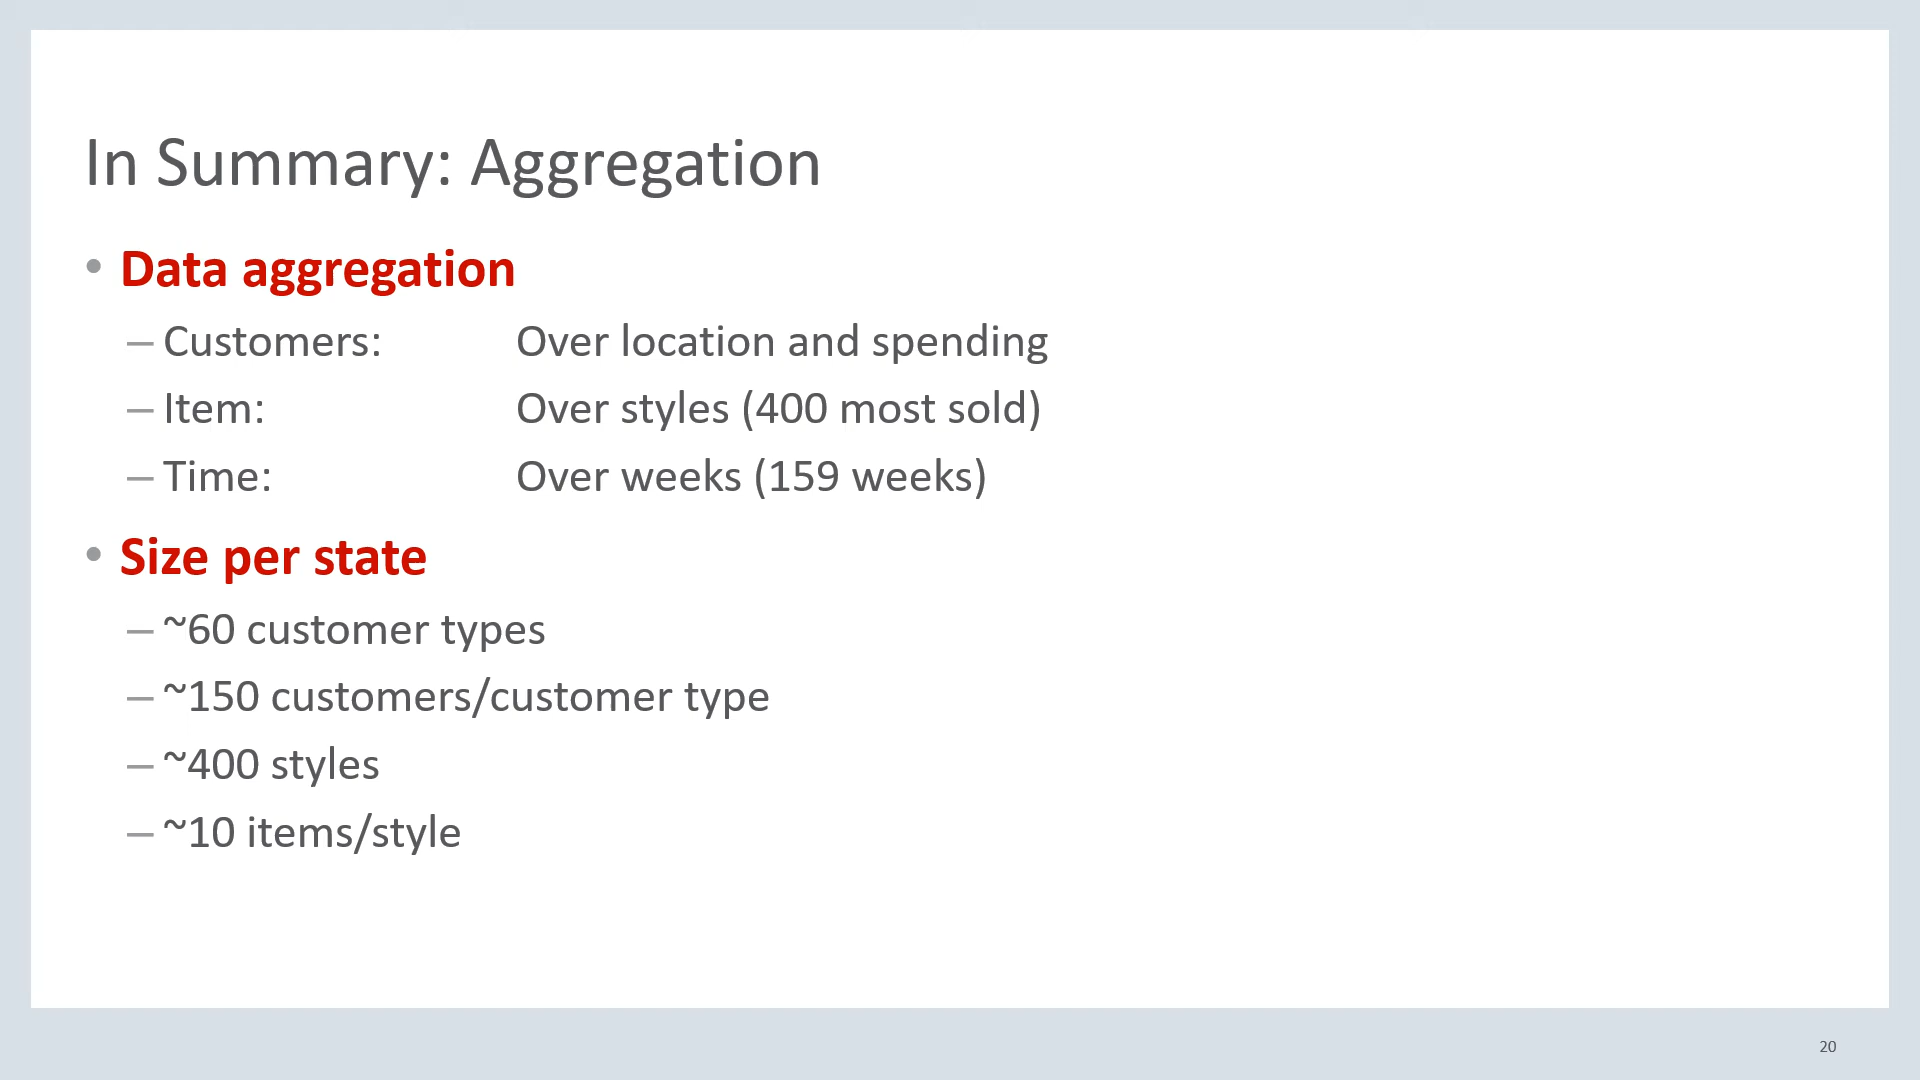 In Summary: Aggregation
• Data aggregation
– Customers: Over location and spending
– Item: Over styles (400 most sold)
– Time: Over weeks (159 weeks)
• Size per state
– ~60 customer types
– ~150 customers/customer type
– ~400 styles
– ~10 items/style
20